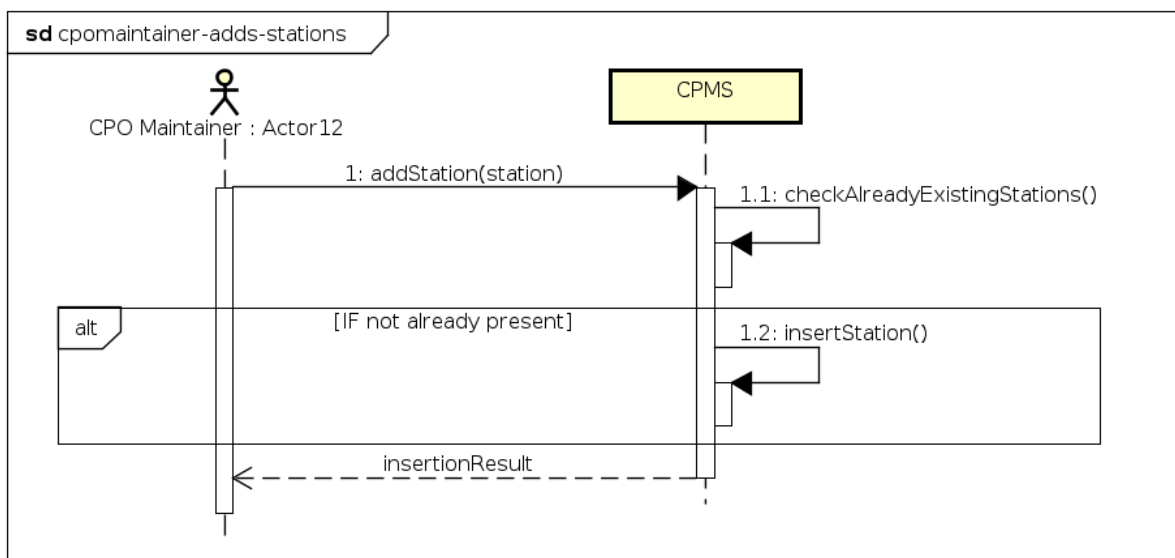 sd cpomaintainer-adds-stations
CPO Maintainer : Actor12
CPMS
1: addStation(station)
1.1: checkAlreadyExistingStations()
alt
[IF not already present]
1.2: insertStation()
insertionResult